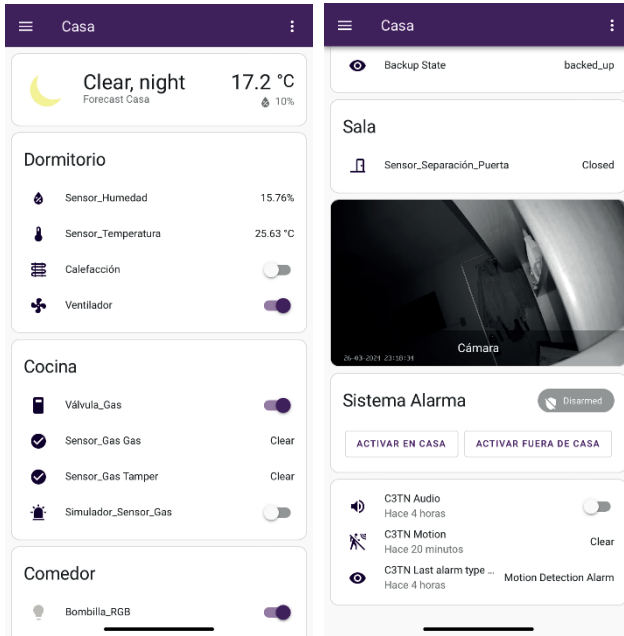 Casa
Clear, night
17.2 °C
Forecast Casa
10%
Dormitorio
Sensor_Humedad
15.76%
Sensor_Temperatura
25.63 °C
Calefacción
Ventilador
Cocina
Válvula_Gas
Sensor_Gas Gas
Clear
Sensor_Gas Tamper
Clear
Simulador_Sensor_Gas
Comedor
Bombilla_RGB
Casa
Backup State
backed_up
Sala
Sensor_Separación_Puerta
Closed
Cámara
26-03-2024 23:18:34
Sistema Alarma
Disarmed
ACTIVAR EN CASA
ACTIVAR FUERA DE CASA
C3TN Audio
Hace 4 horas
C3TN Motion
Hace 20 minutos
Clear
C3TN Last alarm type ...
Hace 4 horas
Motion Detection Alarm